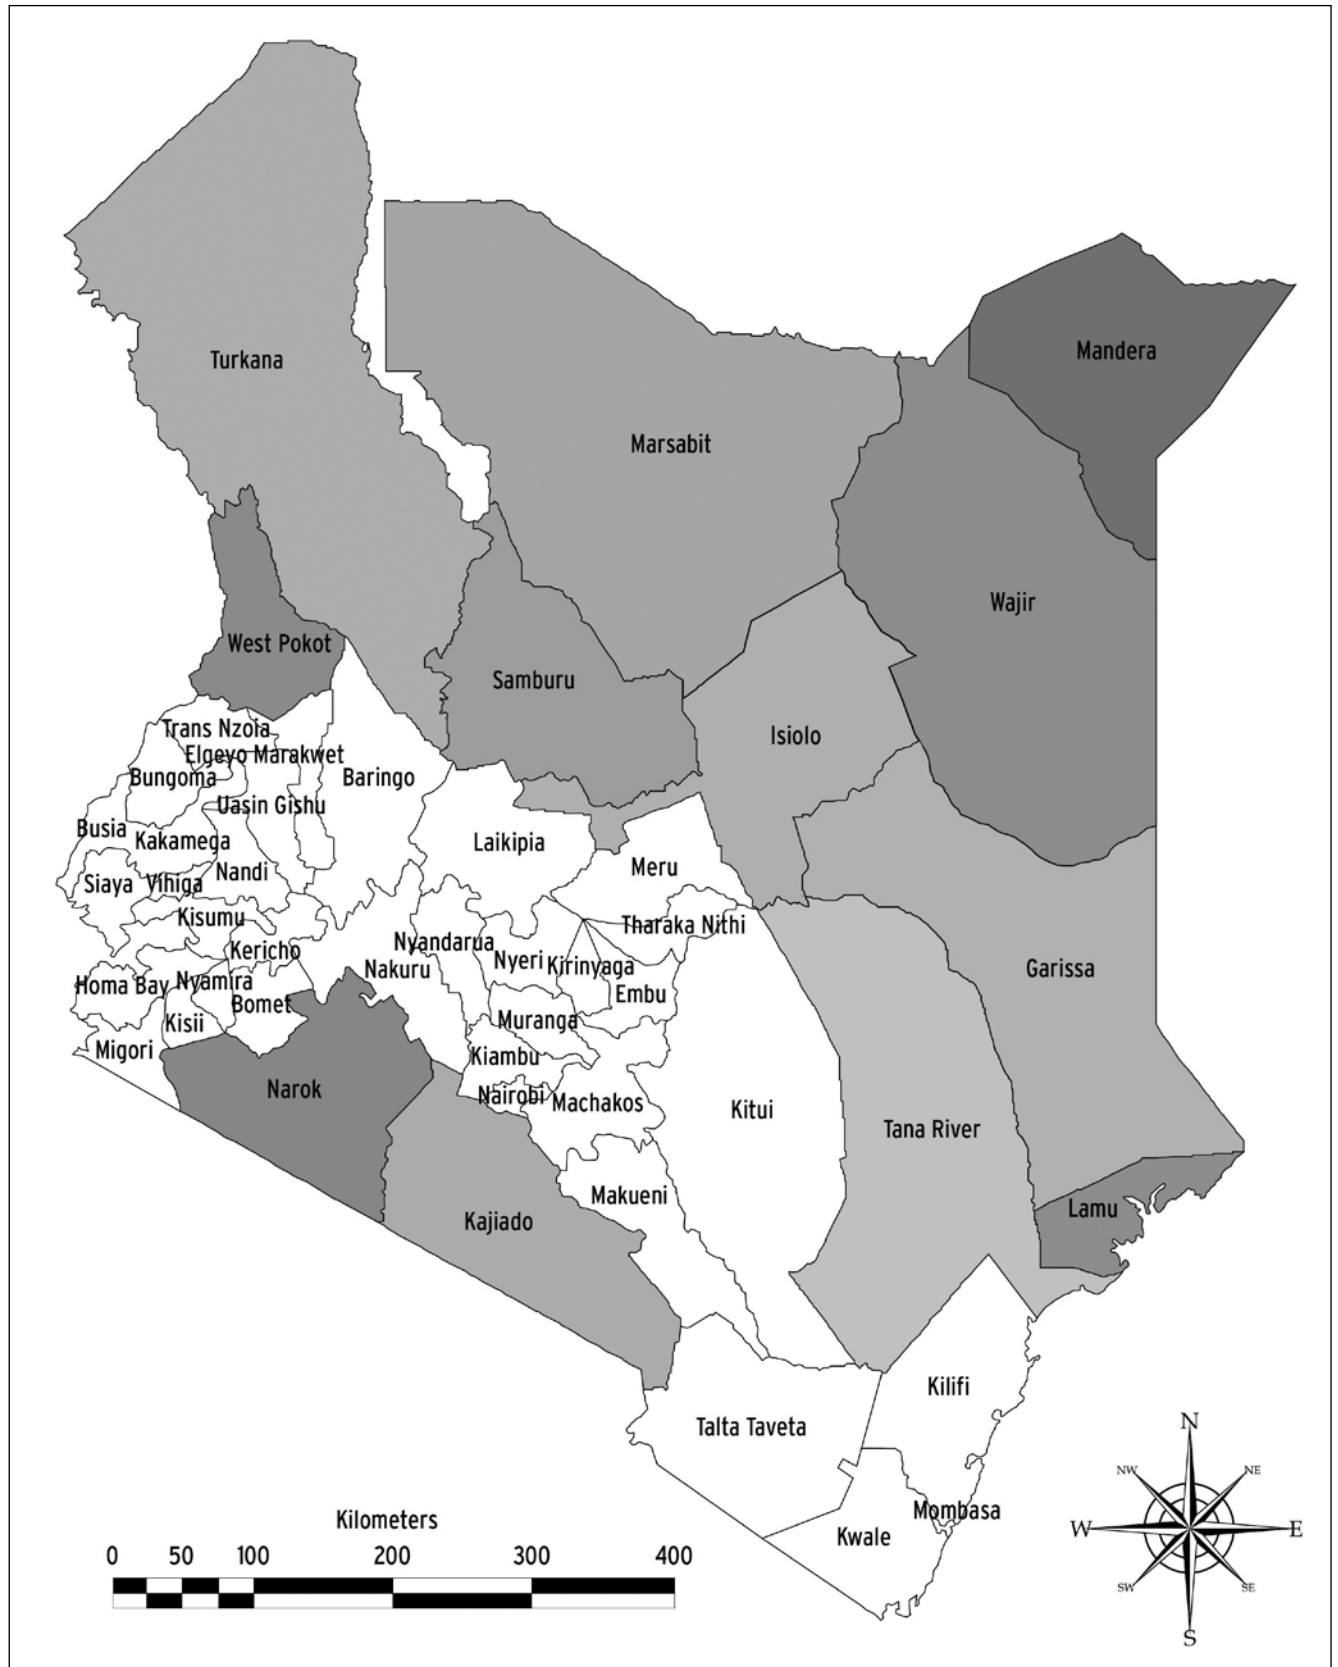 Turkana
Mandera
Marsabit
Wajir
West Pokot
Samburu
Isiolo
Trans Nzoia
Elgeyo Marakwet
Bungoma
Baringo
Uasin Gishu
Busia
Kakamega
Laikipia
Meru
Siaya
Vihiga
Nandi
Kisumu
Tharaka Nithi
Kericho
Nyandarua
Nyeri
Kirinyaga
Nakuru
Garissa
Homa Bay
Nyamira
Bomet
Embu
Kisii
Muranga
Migori
Kiambu
Narok
Nairobi
Machakos
Kitui
Tana River
Makueni
Lamu
Kajiado
Kilifi
Talta Taveta
Mombasa
Kwale
Kilometers
0 50 100 200 300 400
N
NW NE
W E
SW SE
S